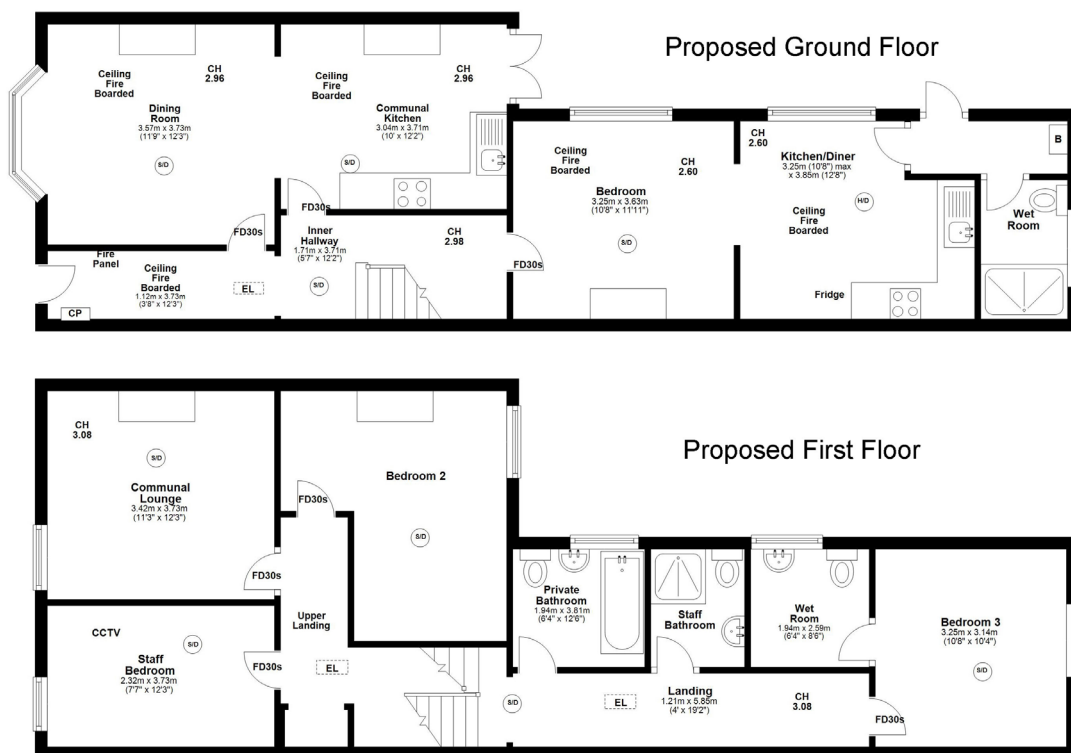 Proposed Ground Floor
CH
2.96
Ceiling
Fire
Boarded
Dining
Room
3.57m x 3.73m
(11'9" x 12'3")
S/D
FD30s
CH
2.96
Ceiling
Fire
Boarded
Communal
Kitchen
3.04m x 3.71m
(10' x 12'2")
S/D
FD30s
Fire
Panel
Ceiling
Fire
Boarded
1.12m x 3.73m
(3'8" x 12'3")
EL
CP
Inner
Hallway
1.71m x 3.71m
(5'7" x 12'2")
S/D
CH
2.98
FD30s
Ceiling
Fire
Boarded
CH
2.60
Bedroom
3.25m x 3.63m
(10'8" x 11'11")
S/D
CH
2.60
Kitchen/Diner
3.25m (10'8") max
x 3.85m (12'8")
H/D
Ceiling
Fire
Boarded
Fridge
B
Wet
Room
Proposed First Floor
CH
3.08
S/D
Communal
Lounge
3.42m x 3.73m
(11'3" x 12'3")
FD30s
Bedroom 2
FD30s
S/D
CCTV
S/D
Staff
Bedroom
2.32m x 3.73m
(7'7" x 12'3")
FD30s
Upper
Landing
EL
Private
Bathroom
1.94m x 3.81m
(6'4" x 12'6")
Staff
Bathroom
Wet
Room
1.94m x 2.59m
(6'4" x 8'6")
Bedroom 3
3.25m x 3.14m
(10'8" x 10'4")
S/D
S/D
EL
Landing
1.21m x 5.85m
(4' x 19'2")
CH
3.08
FD30s